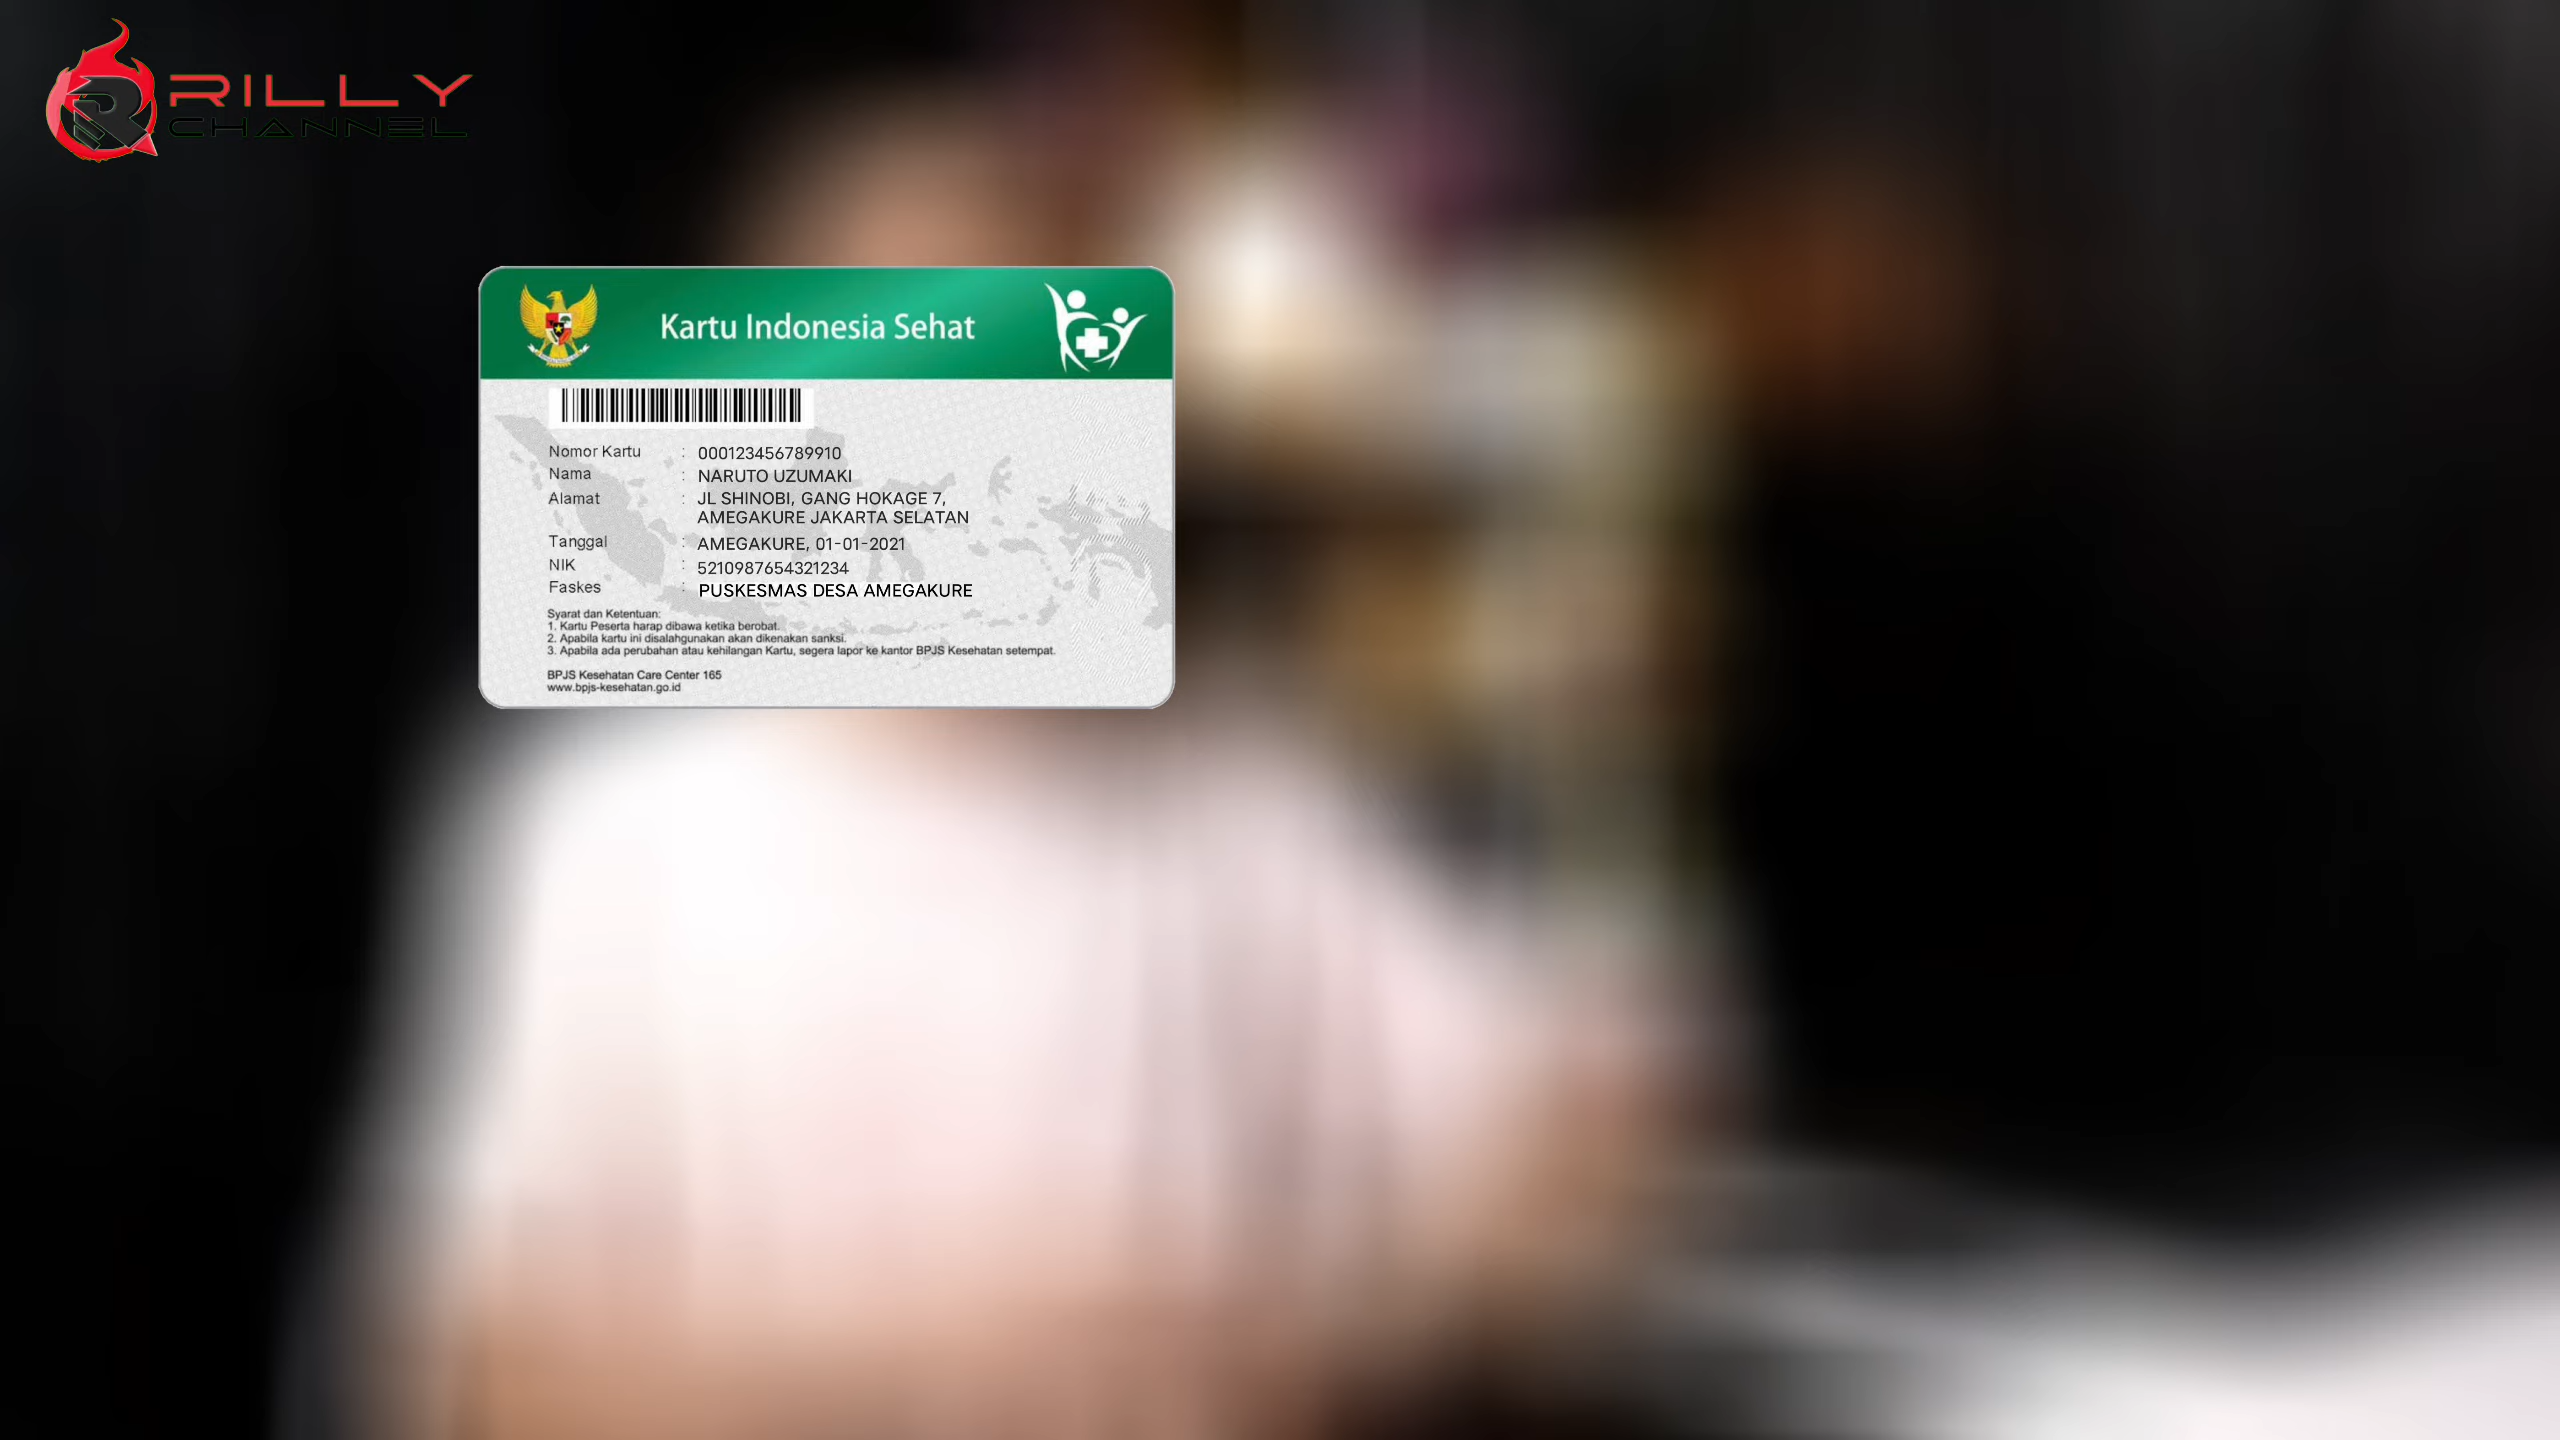 RILLY
CHANNEL
Kartu Indonesia Sehat
Nomor Kartu : 000123456789910
Nama : NARUTO UZUMAKI
Alamat : JL SHINOBI, GANG HOKAGE 7,
AMEGAKURE JAKARTA SELATAN
Tanggal : AMEGAKURE, 01-01-2021
NIK : 5210987654321234
Faskes : PUSKESMAS DESA AMEGAKURE
Syarat dan Ketentuan:
1. Kartu Peserta harap dibawa ketika berobat.
2. Apabila kartu ini disalahgunakan akan dikenakan sanksi.
3. Apabila ada perubahan atau kehilangan Kartu, segera lapor ke kantor BPJS Kesehatan setempat.
BPJS Kesehatan Care Center 165
www.bpjs-kesehatan.go.id